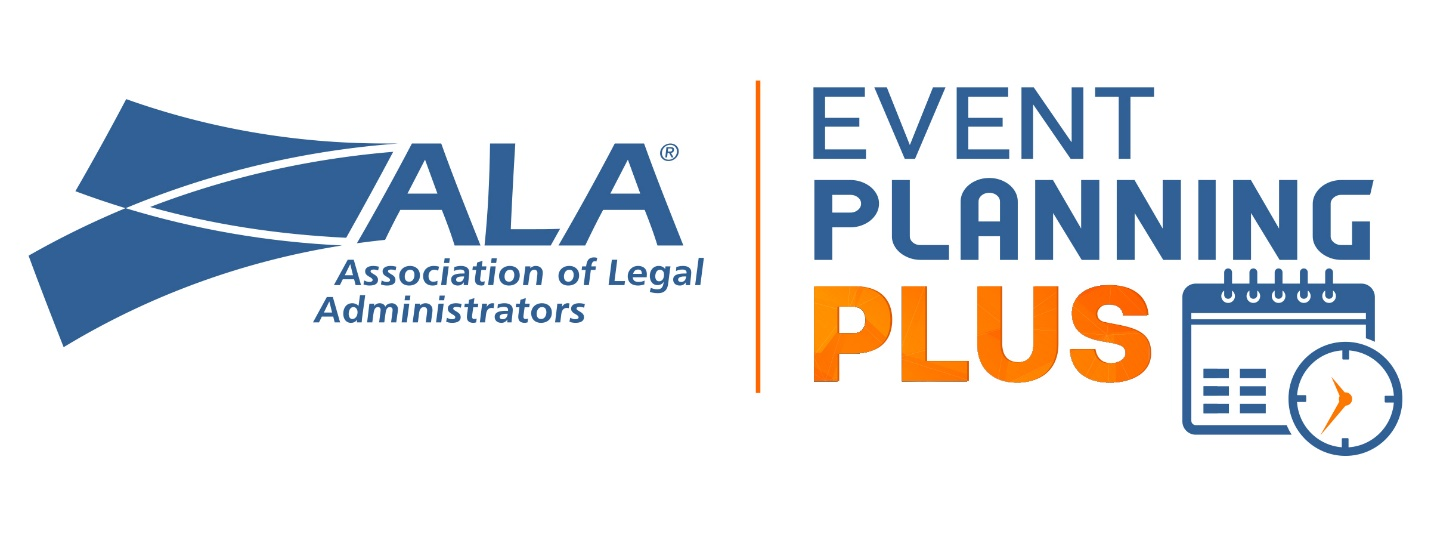 ALA®
Association of Legal
Administrators
EVENT
PLANNING
PLUS